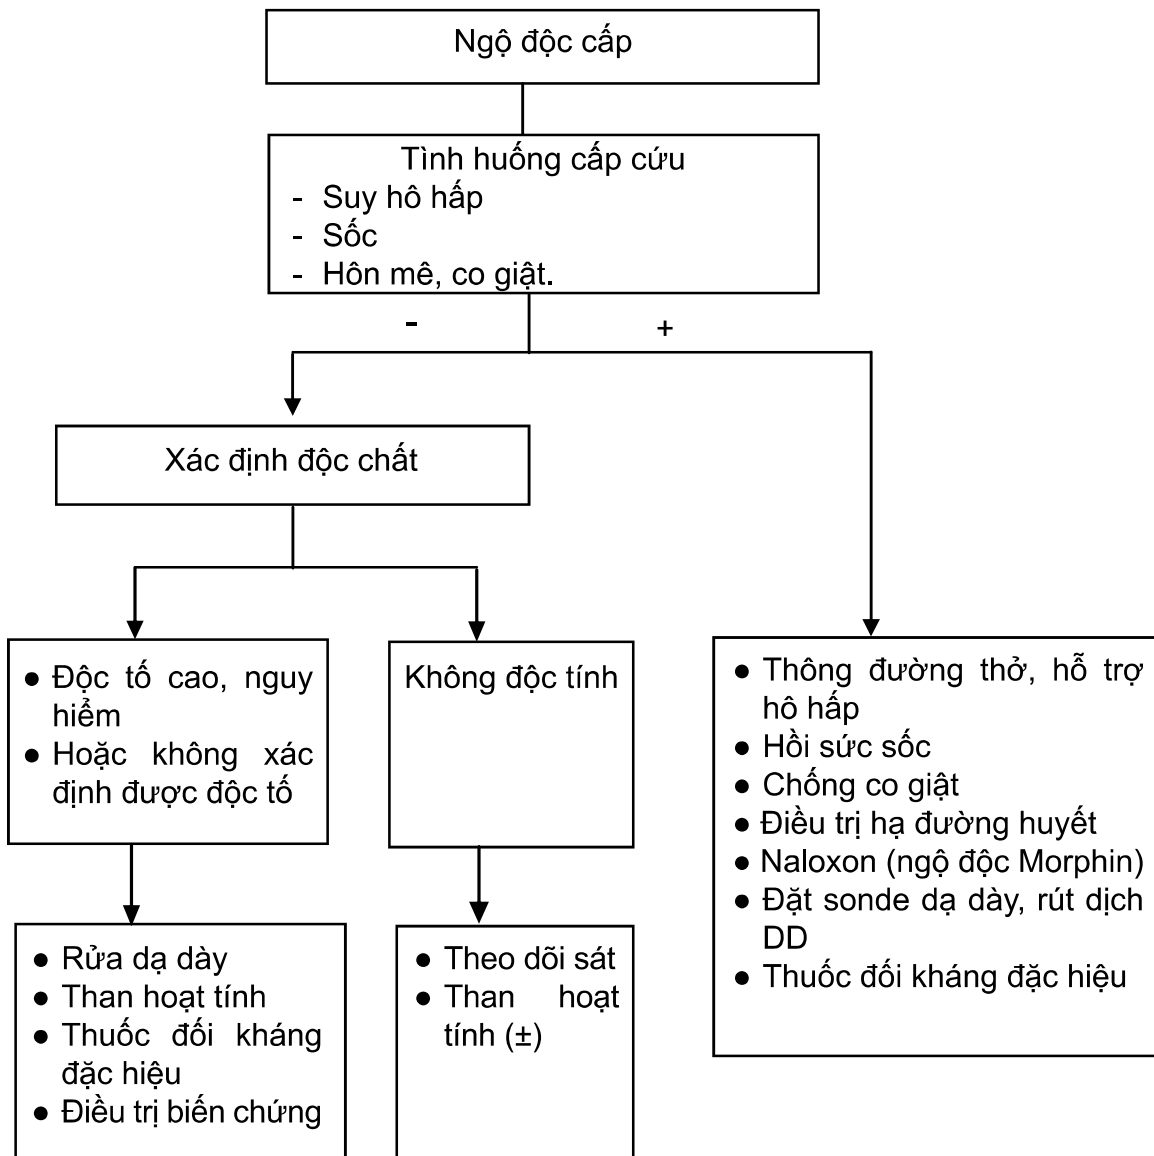 Ngộ độc cấp
Tình huống cấp cứu
- Suy hô hấp
- Sốc
- Hôn mê, co giật.
-
+
Xác định độc chất
● Độc tố cao, nguy
hiểm
● Hoặc không xác
định được độc tố
Không độc tính
● Thông đường thở, hỗ trợ
hô hấp
● Hồi sức sốc
● Chống co giật
● Điều trị hạ đường huyết
● Naloxon (ngộ độc Morphin)
● Đặt sonde dạ dày, rút dịch
DD
● Thuốc đối kháng đặc hiệu
● Rửa dạ dày
● Than hoạt tính
● Thuốc đối kháng
đặc hiệu
● Điều trị biến chứng
● Theo dõi sát
● Than hoạt
tính (±)